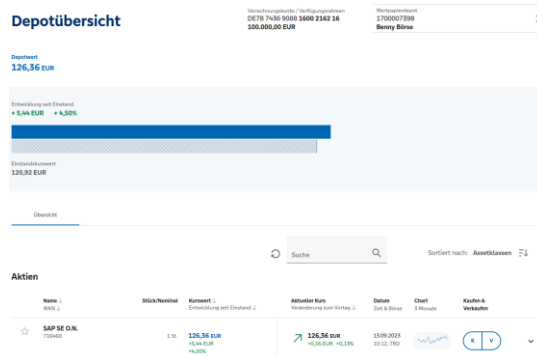 Depotübersicht
Verrechnungskonto / Verfügungsrahmen
DE78 7436 9088 1600 2162 16
100.000,00 EUR
Wertpapierdepot
1700007398
Benny Börse
Depotwert
126,36 EUR
Entwicklung seit Einstand
+ 5,44 EUR + 4,50%
Einstandskurswert
120,92 EUR
Übersicht
Suche
Sortiert nach: Assetklassen
Aktien
Name ↓ Stück/Nominal Kurswert ↓ Aktueller Kurs Datum Chart Kaufen &
WKN ↓ Entwicklung seit Einstand ↓ Veränderung zum Vortag ↓ Zeit & Börse 3 Monate Verkaufen
SAP SE O.N. 1 St. 126,36 EUR 126,36 EUR 15.09.2023 K V
716460 +5,44 EUR +0,16 EUR +0,13% 10:12, TRO
+4,50%